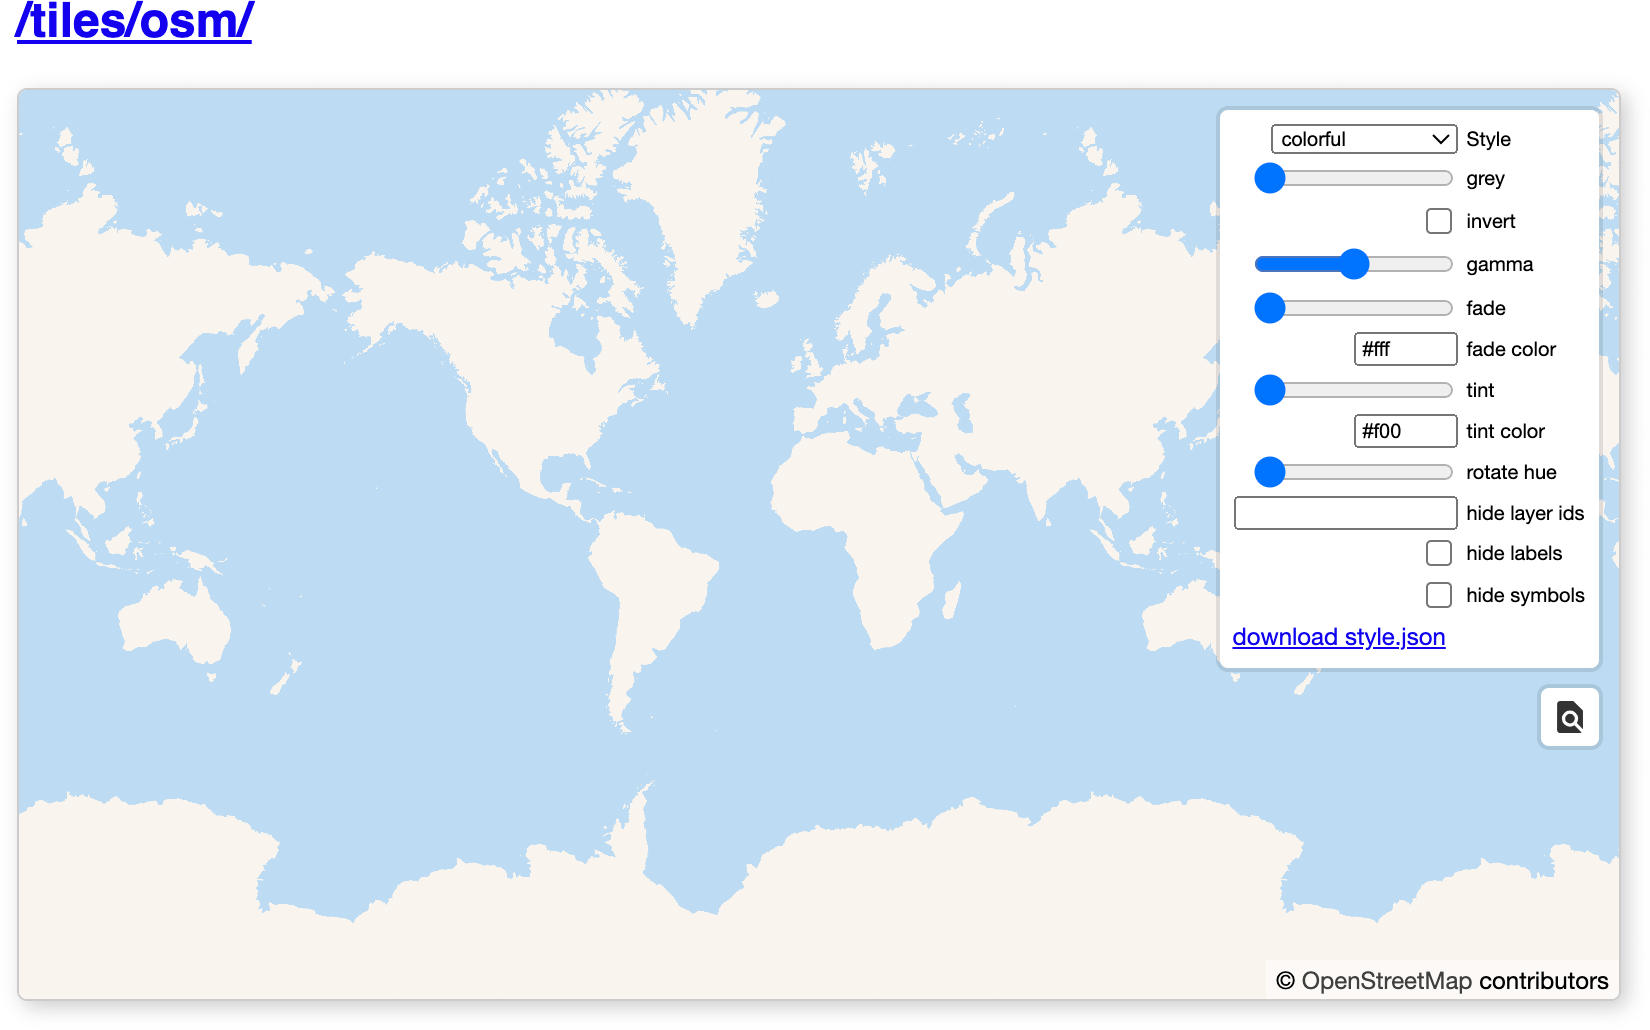 /tiles/osm/
colorful Style
grey
invert
gamma
fade
#fff fade color
tint
#f00 tint color
rotate hue
hide layer ids
hide labels
hide symbols
download style.json
© OpenStreetMap contributors